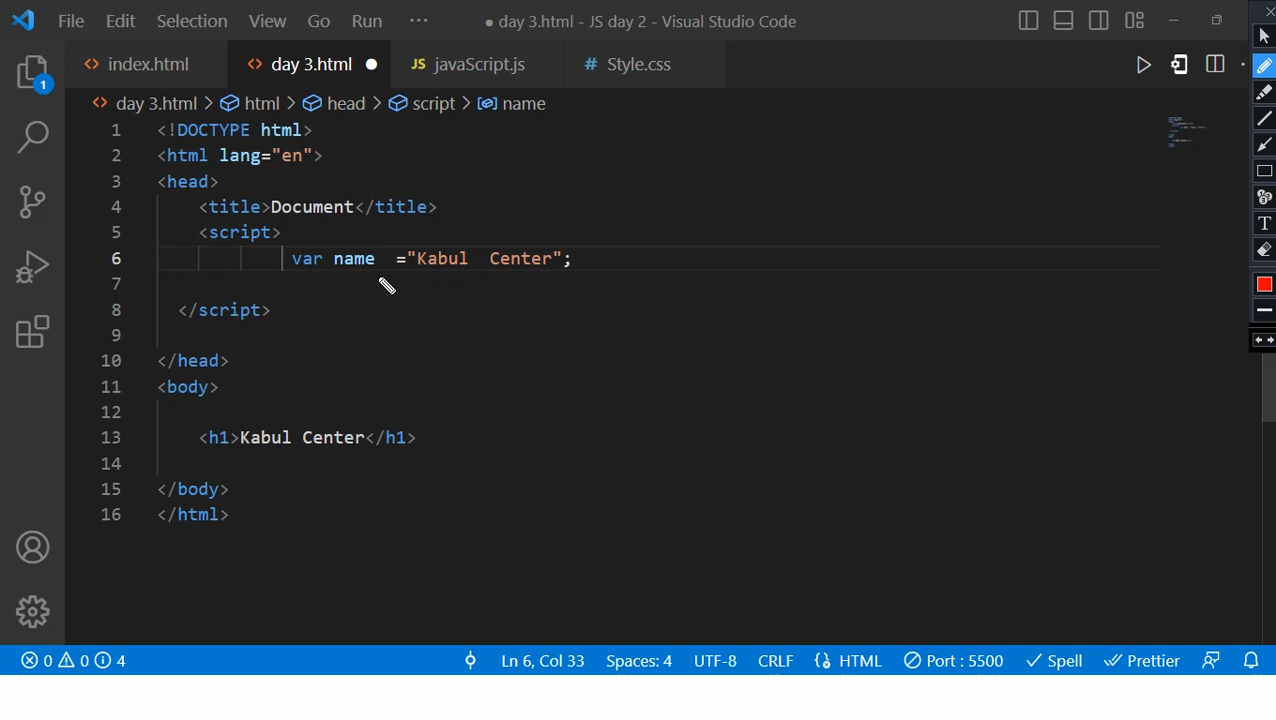 File Edit Selection View Go Run ··· ● day 3.html - JS day 2 - Visual Studio Code
index.html day 3.html ● JS javaScript.js # Style.css
1
day 3.html > html > head > script > name
1 <!DOCTYPE html>
2 <html lang="en">
3 <head>
4 <title>Document</title>
5 <script>
6 var name  ="Kabul  Center";
7
8 </script>
9
10 </head>
11 <body>
12
13 <h1>Kabul Center</h1>
14
15 </body>
16 </html>
0 0 4 Ln 6, Col 33 Spaces: 4 UTF-8 CRLF HTML Port : 5500 Spell Prettier
T